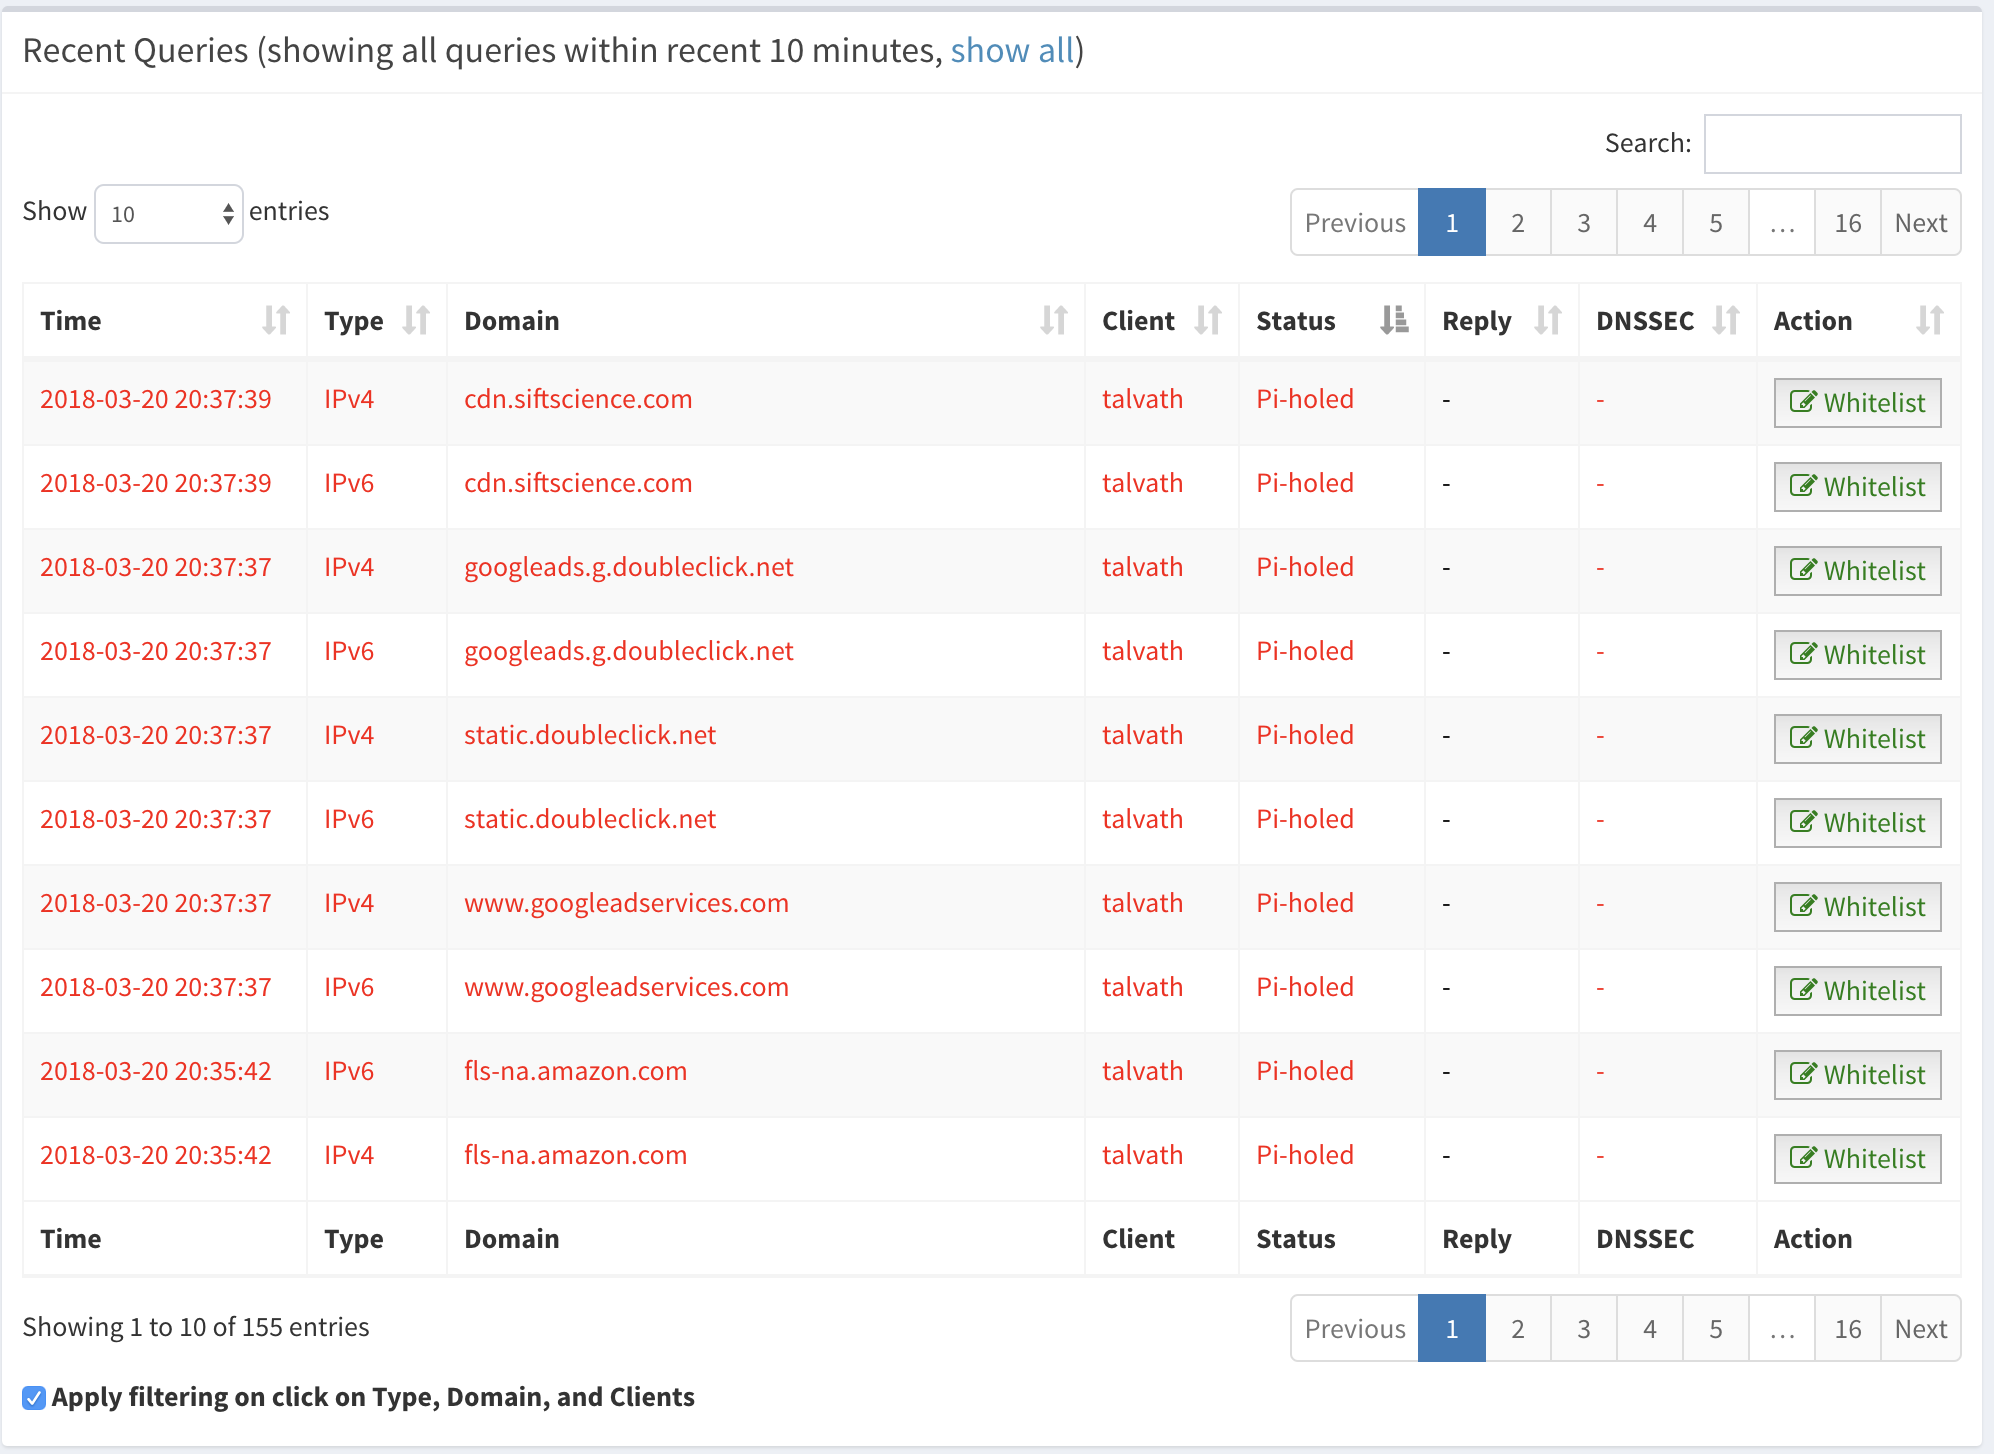 Recent Queries (showing all queries within recent 10 minutes, show all)
Search:
Show 10 entries
Previous 1 2 3 4 5 … 16 Next
Time Type Domain Client Status Reply DNSSEC Action
2018-03-20 20:37:39 IPv4 cdn.siftscience.com talvath Pi-holed - - Whitelist
2018-03-20 20:37:39 IPv6 cdn.siftscience.com talvath Pi-holed - - Whitelist
2018-03-20 20:37:37 IPv4 googleads.g.doubleclick.net talvath Pi-holed - - Whitelist
2018-03-20 20:37:37 IPv6 googleads.g.doubleclick.net talvath Pi-holed - - Whitelist
2018-03-20 20:37:37 IPv4 static.doubleclick.net talvath Pi-holed - - Whitelist
2018-03-20 20:37:37 IPv6 static.doubleclick.net talvath Pi-holed - - Whitelist
2018-03-20 20:37:37 IPv4 www.googleadservices.com talvath Pi-holed - - Whitelist
2018-03-20 20:37:37 IPv6 www.googleadservices.com talvath Pi-holed - - Whitelist
2018-03-20 20:35:42 IPv6 fls-na.amazon.com talvath Pi-holed - - Whitelist
2018-03-20 20:35:42 IPv4 fls-na.amazon.com talvath Pi-holed - - Whitelist
Time Type Domain Client Status Reply DNSSEC Action
Showing 1 to 10 of 155 entries
Previous 1 2 3 4 5 … 16 Next
Apply filtering on click on Type, Domain, and Clients